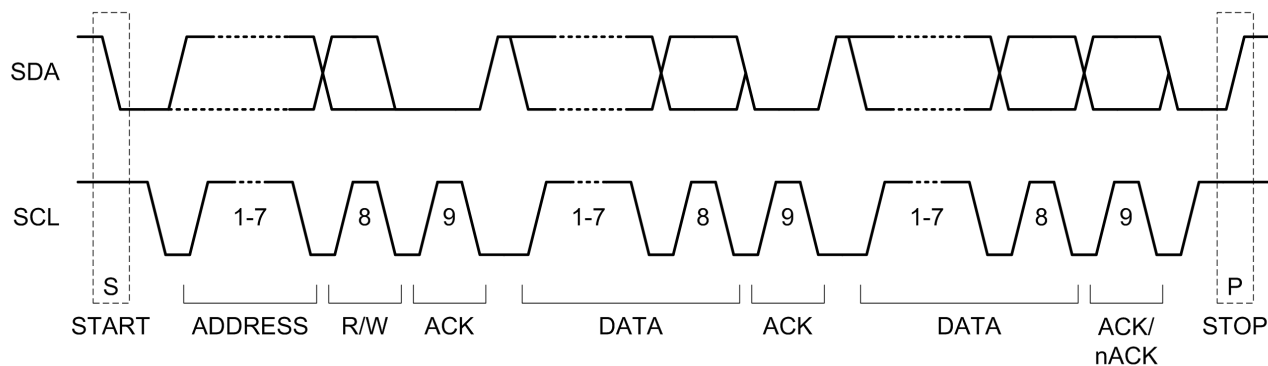 SDA
SCL
1-7 8 9 1-7 8 9 1-7 8 9
S P
START ADDRESS R/W ACK DATA ACK DATA ACK/ STOP
nACK